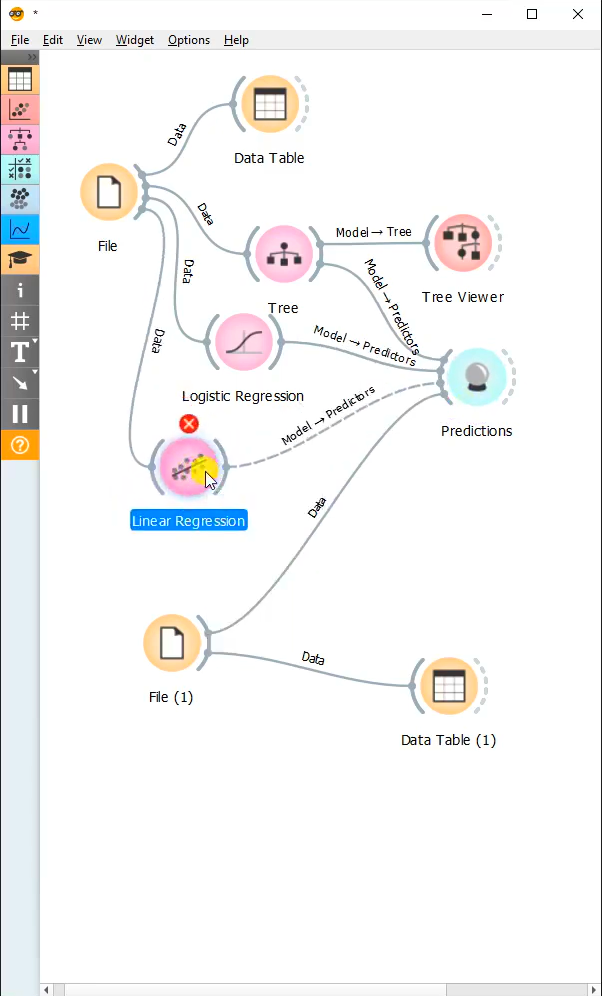 *
File Edit View Widget Options Help
Data
Data Table
File
Data
Model → Tree
Tree Viewer
Tree
Data
Model → Predictors
Logistic Regression
Model → Predictors
Predictions
Data
Model → Predictors
Linear Regression
Data
File (1)
Data
Data Table (1)